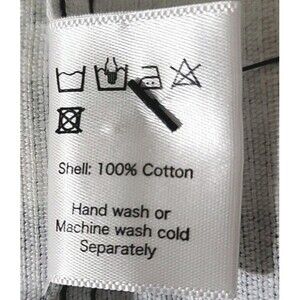 Shell: 100% Cotton
Hand wash or
Machine wash cold
Separately